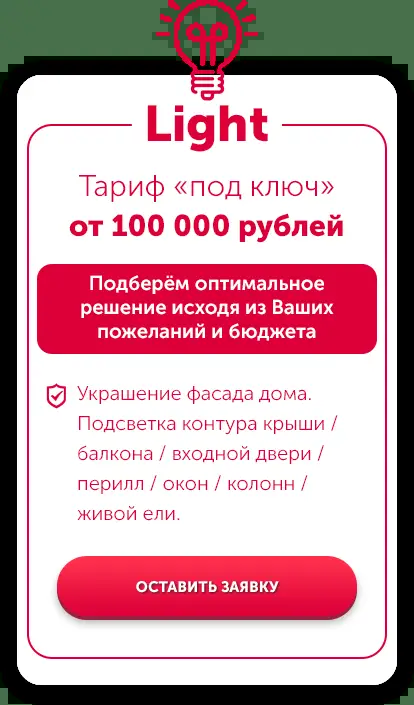 Light
Тариф «под ключ»
от 100 000 рублей
Подберём оптимальное
решение исходя из Ваших
пожеланий и бюджета
Украшение фасада дома.
Подсветка контура крыши /
балкона / входной двери /
перилл / окон / колонн /
живой ели.
ОСТАВИТЬ ЗАЯВКУ